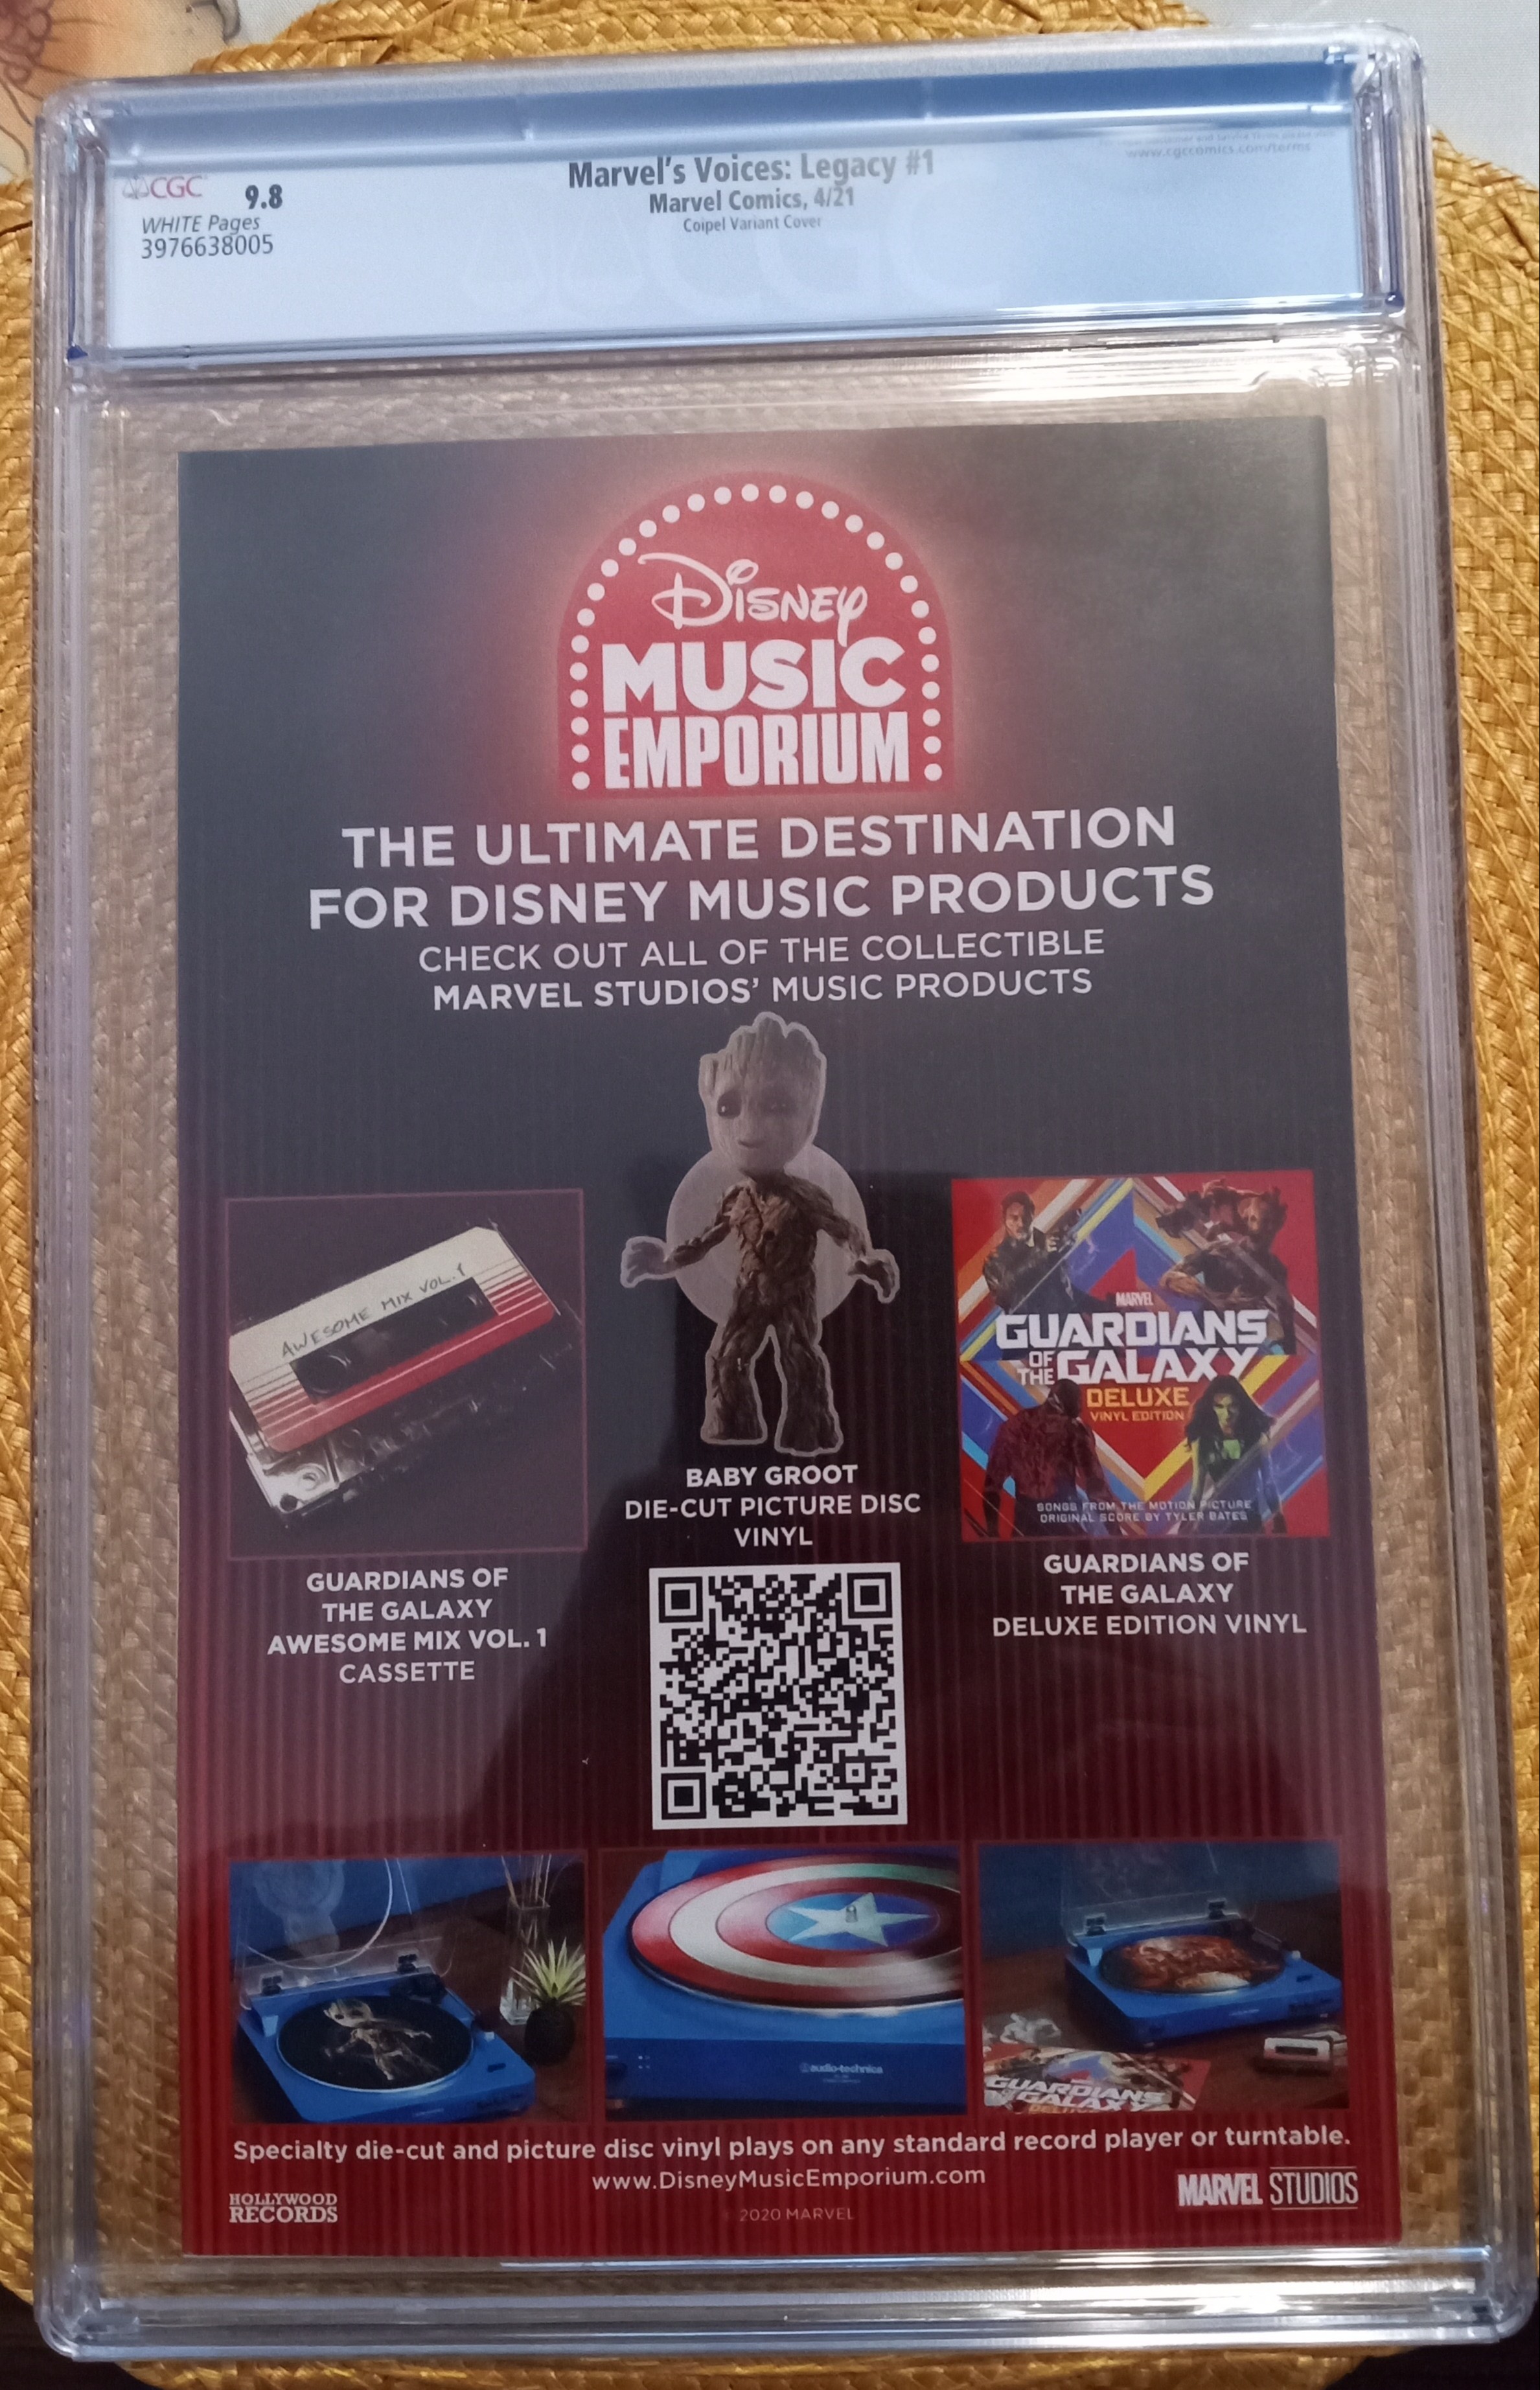 www.cgccomics.com/terms
CGC 9.8
WHITE Pages
3976638005
Marvel's Voices: Legacy #1
Marvel Comics, 4/21
Coipel Variant Cover
CGC
DISNEY
MUSIC
EMPORIUM
THE ULTIMATE DESTINATION
FOR DISNEY MUSIC PRODUCTS
CHECK OUT ALL OF THE COLLECTIBLE
MARVEL STUDIOS' MUSIC PRODUCTS
AWESOME MIX VOL.1
GUARDIANS OF
THE GALAXY
AWESOME MIX VOL. 1
CASSETTE
BABY GROOT
DIE-CUT PICTURE DISC
VINYL
MARVEL
GUARDIANS
OF
THE GALAXY
DELUXE
VINYL EDITION
SONGS FROM THE MOTION PICTURE
ORIGINAL SCORE BY TYLER BATES
GUARDIANS OF
THE GALAXY
DELUXE EDITION VINYL
audio-technica
GUARDIANS
GALAXY
Specialty die-cut and picture disc vinyl plays on any standard record player or turntable.
www.DisneyMusicEmporium.com
HOLLYWOOD
RECORDS
© 2020 MARVEL
MARVEL STUDIOS